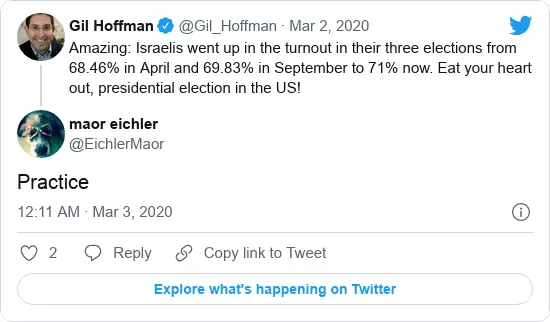 Gil Hoffman @Gil_Hoffman · Mar 2, 2020
Amazing: Israelis went up in the turnout in their three elections from
68.46% in April and 69.83% in September to 71% now. Eat your heart
out, presidential election in the US!
maor eichler
@EichlerMaor
Practice
12:11 AM · Mar 3, 2020
2 Reply Copy link to Tweet
Explore what's happening on Twitter